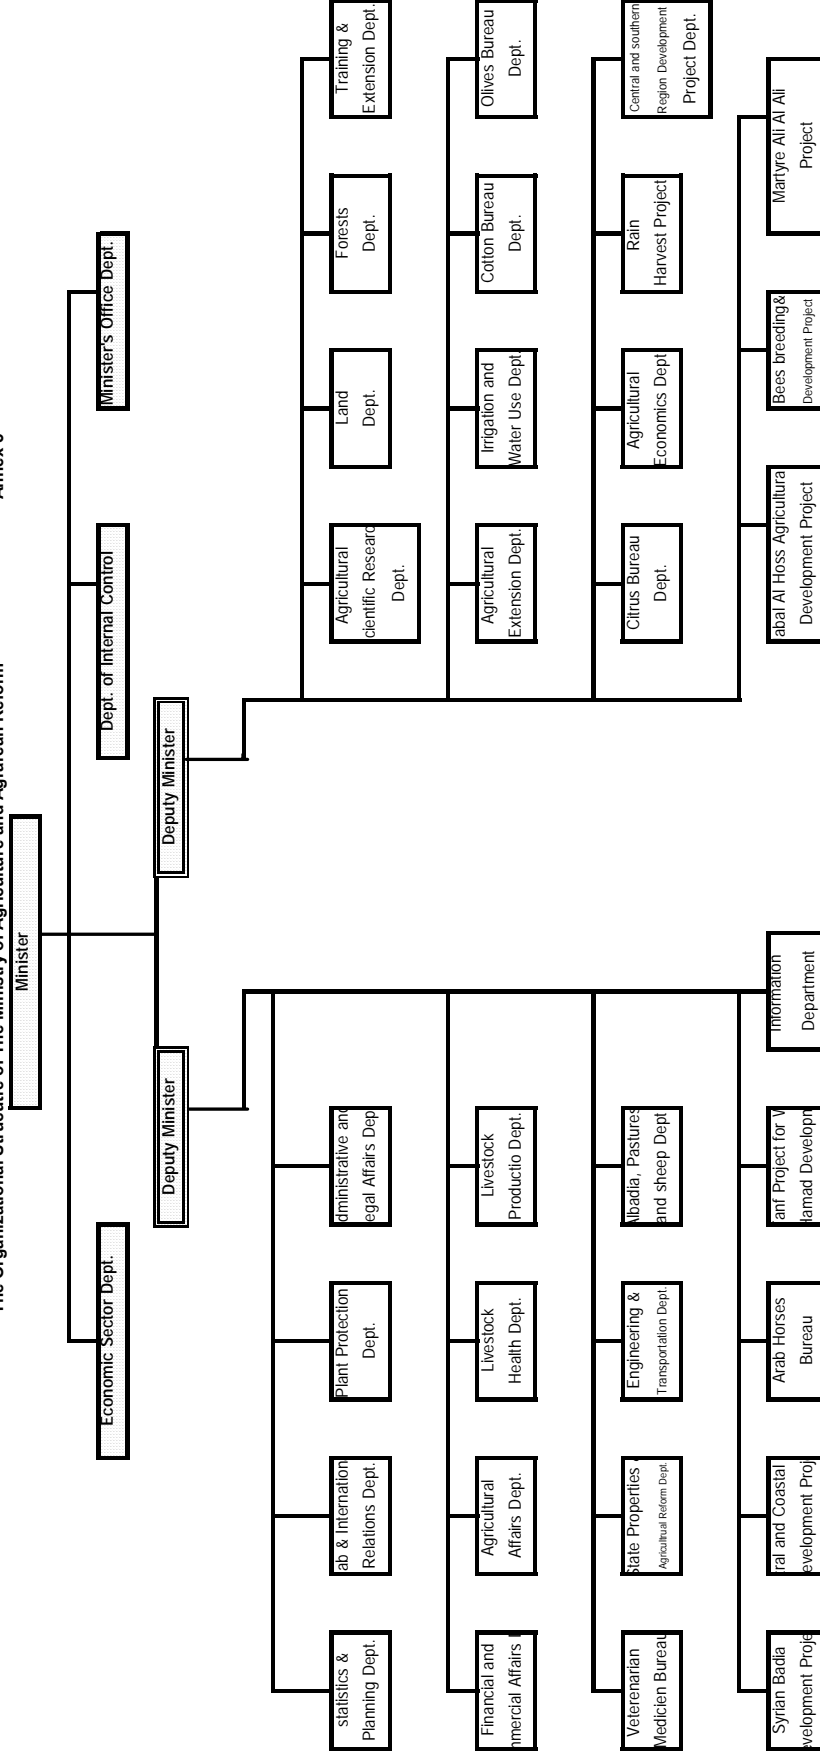 The Organizational of The Ministry of Agriculture and Reform
Minister
Economic Sector Dept.
Dept. of Internal Control
Minister's Office Dept.
Deputy Minister
Deputy Minister
statistics &
Planning Dept.
ab & Internation
Relations Dept.
Plant Protection
Dept.
dministrative and
egal Affairs Dep
Agricultural
cientific Researc
Dept.
Land
Dept.
Forests
Dept.
Training &
Extension Dept.
Financial and
mmercial Affairs
Agricultural
Affairs Dept.
Livestock
Health Dept.
Livestock
Productio Dept.
Agricultural
Extension Dept.
Irrigation and
Water Use Dept.
Cotton Bureau
Dept.
Olives Bureau
Dept.
Veterenarian
Medicien Bureau
State Properties
Agricultrual Reform Dept.
Engineering &
Transportation Dept.
Albadia, Pastures
and sheep Dept
Citrus Bureau
Dept.
Agricultural
Economics Dept
Rain
Harvest Project
Central and southern
Region Development
Project Dept.
Syrian Badia
evelopment Proje
ral and Coastal
evelopment Proj
Arab Horses
Bureau
anf Project for
Hamad Developm
Information
Department
abal Al Hoss Agricultura
Development Project
Bees breeding&
Development Project
Martyre Ali Al Ali
Project